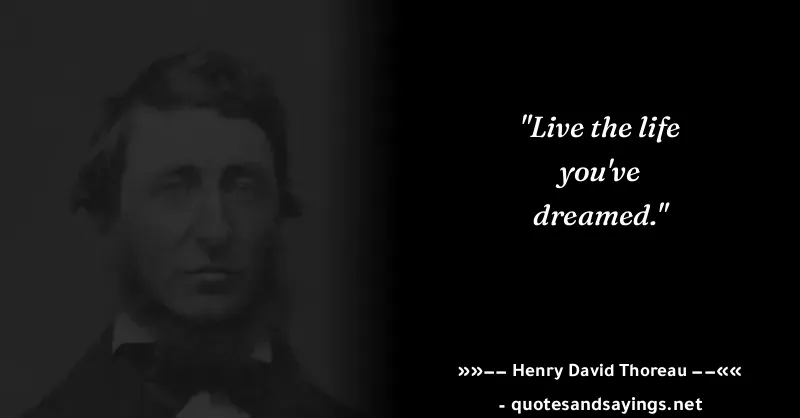 "Live the life
you've
dreamed."
»»–– Henry David Thoreau ––««
- quotesandsayings.net